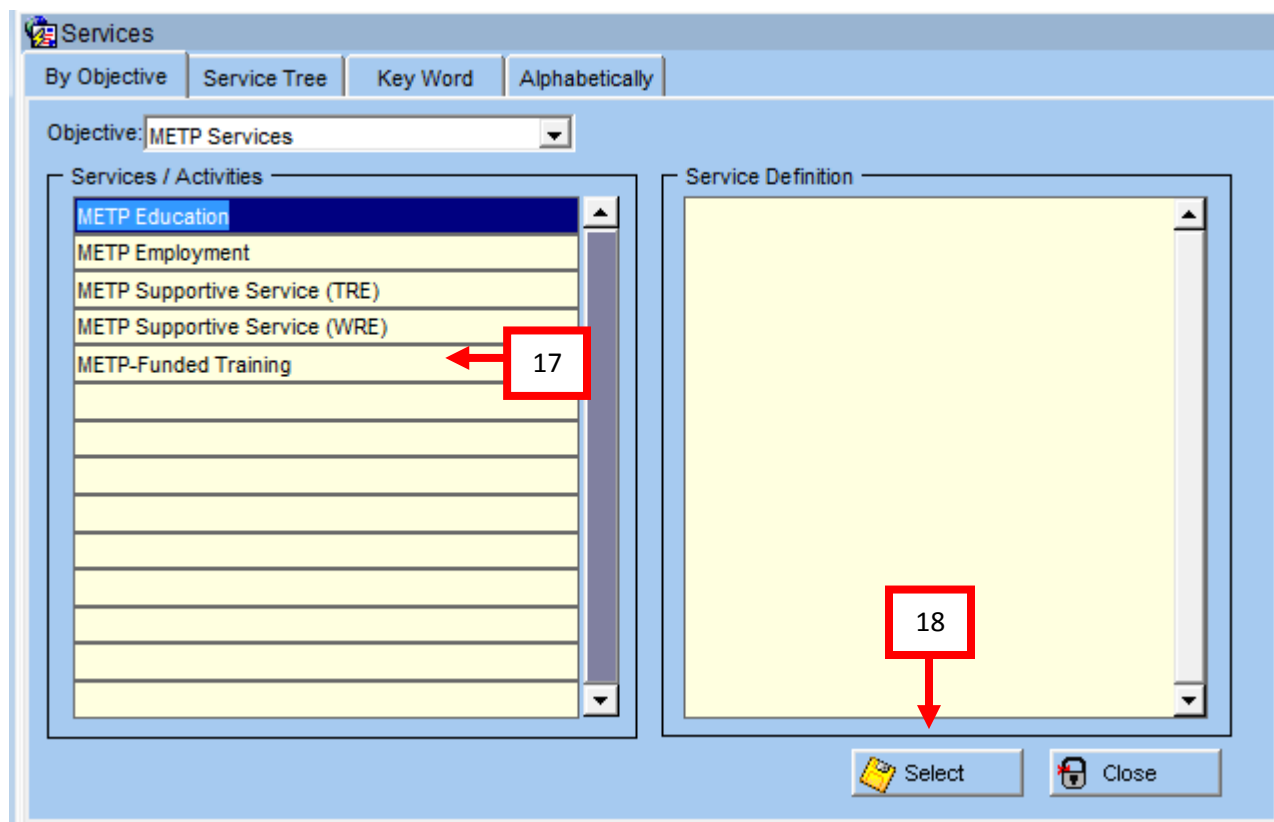 Services
By Objective Service Tree Key Word Alphabetically
Objective: METP Services
Services / Activities
METP Education
METP Employment
METP Supportive Service (TRE)
METP Supportive Service (WRE)
METP-Funded Training
17
Service Definition
18
Select Close